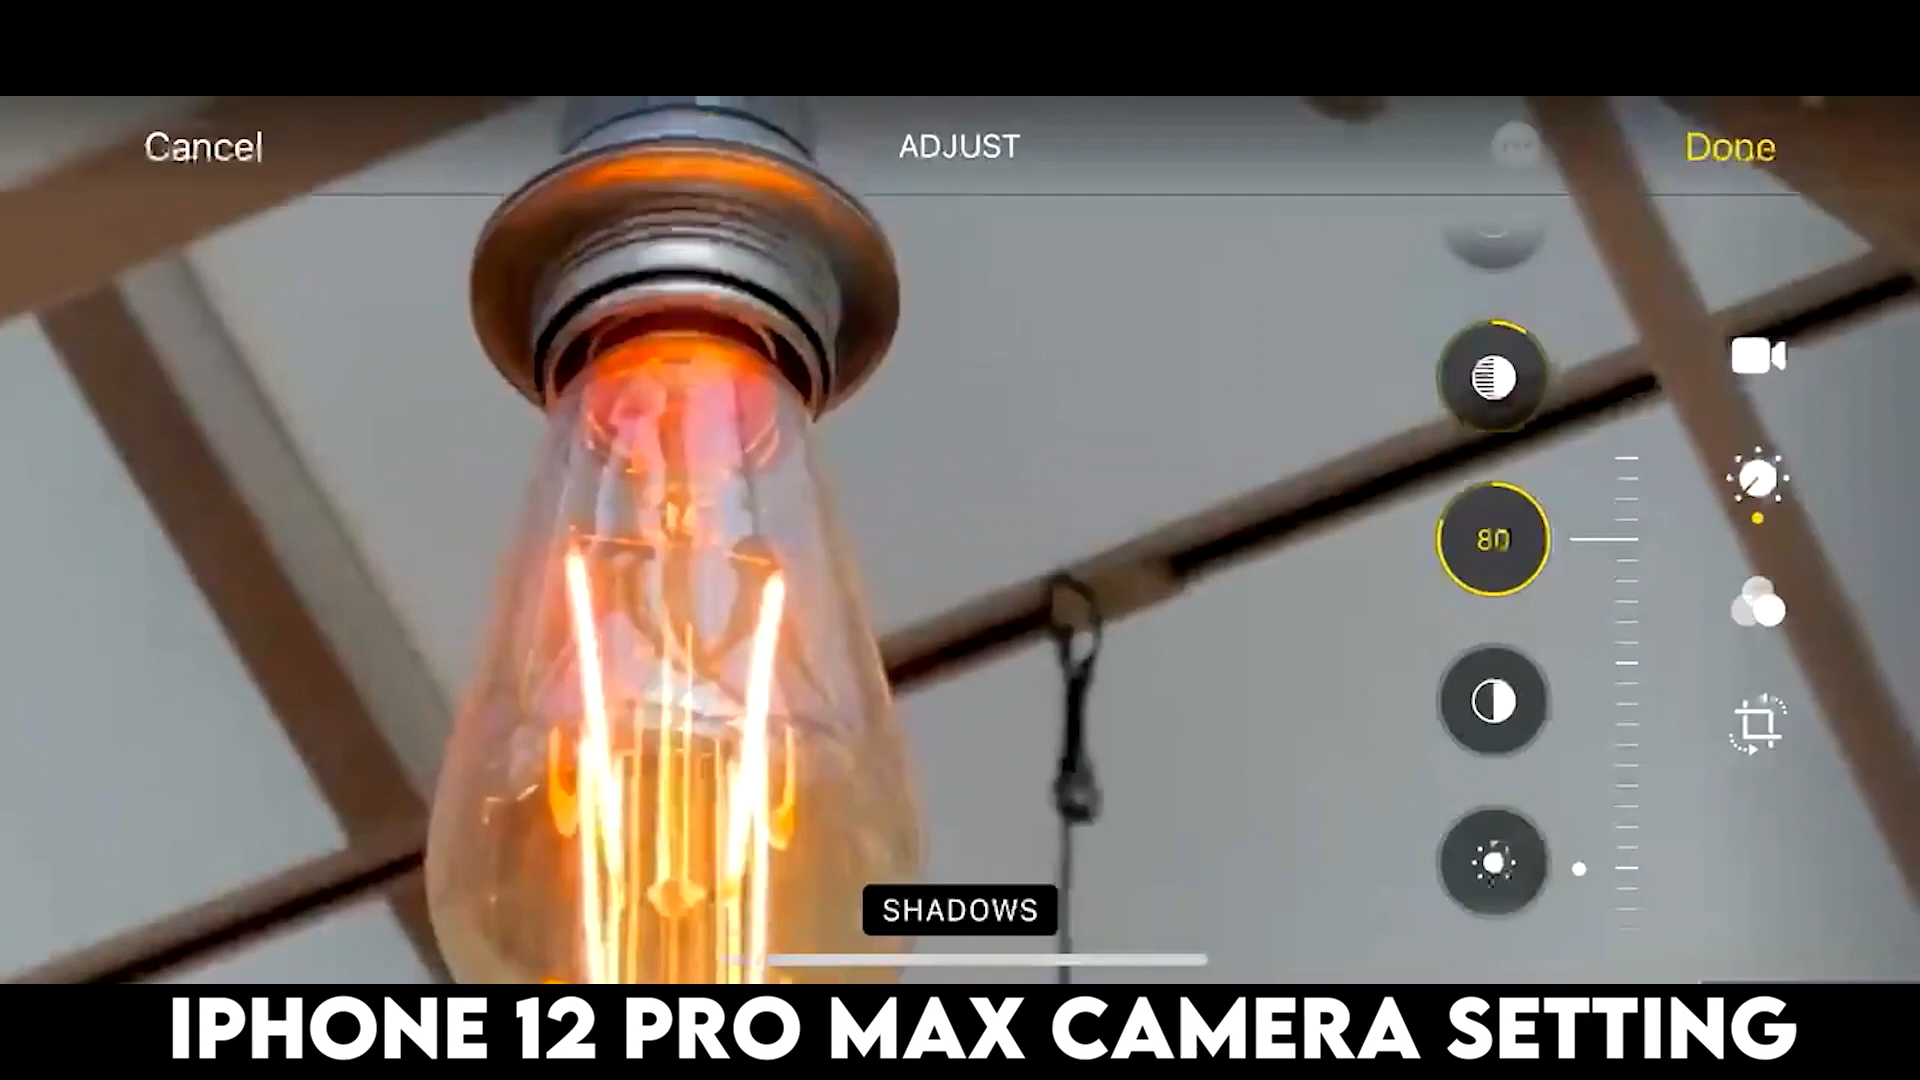 Cancel
ADJUST
Done
80
SHADOWS
IPHONE 12 PRO MAX CAMERA SETTING